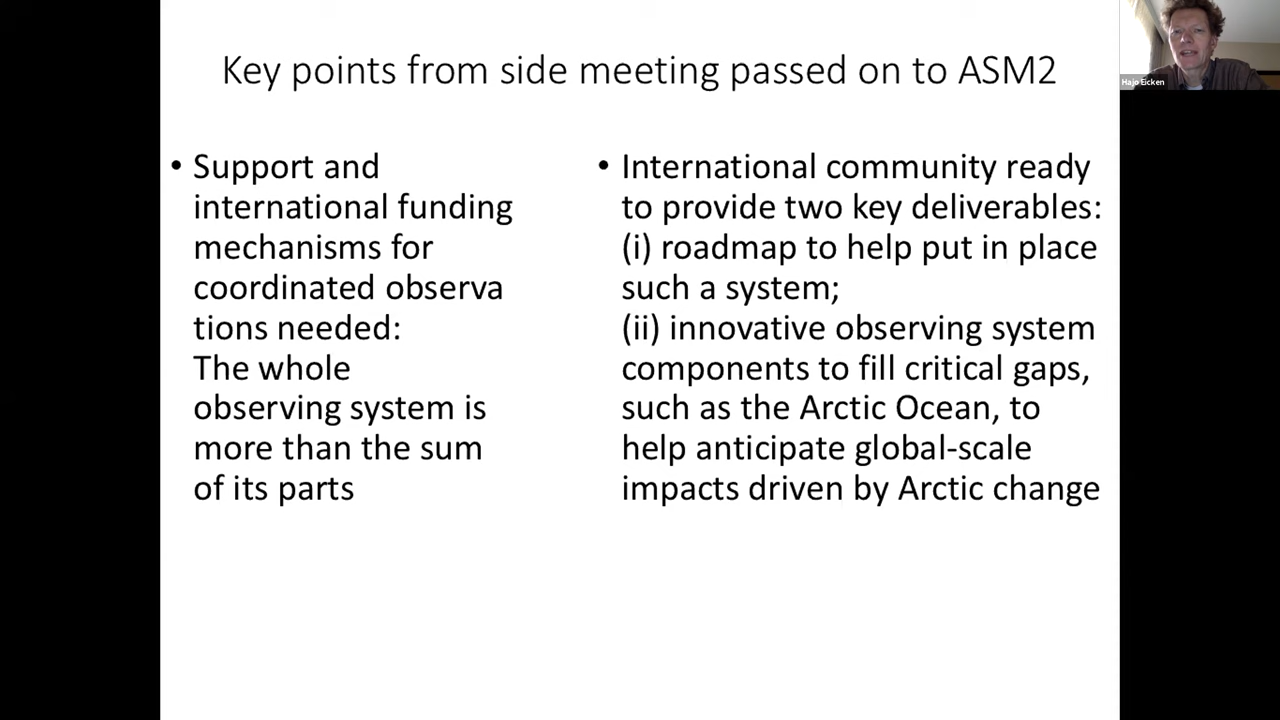 Key points from side meeting passed on to ASM2
Hajo Eicken
• Support and
international funding
mechanisms for
coordinated observa
tions needed:
The whole
observing system is
more than the sum
of its parts
• International community ready
to provide two key deliverables:
(i) roadmap to help put in place
such a system;
(ii) innovative observing system
components to fill critical gaps,
such as the Arctic Ocean, to
help anticipate global-scale
impacts driven by Arctic change